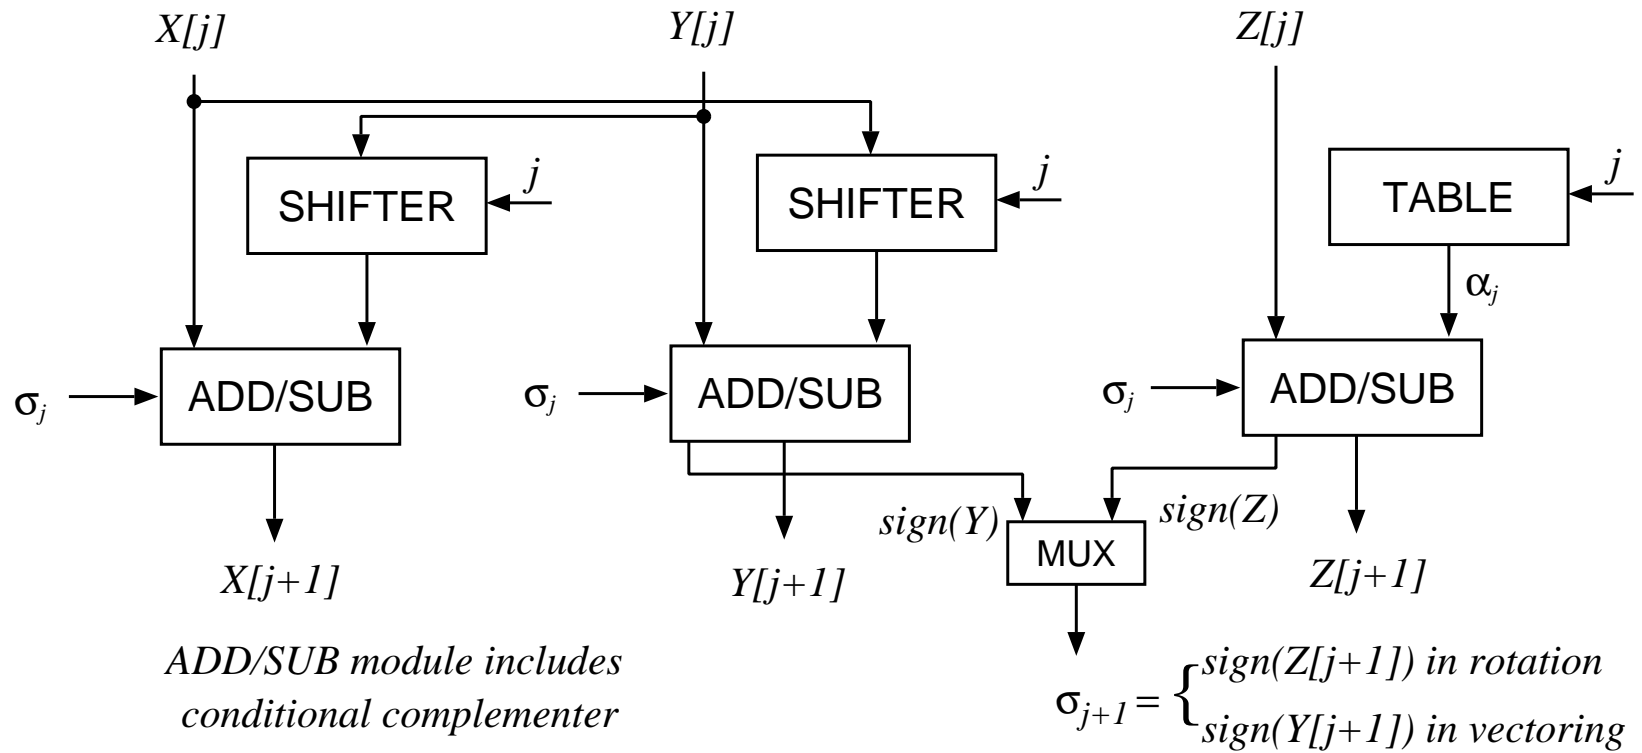 X[j]
Y[j]
Z[j]
SHIFTER
j
SHIFTER
j
TABLE
j
αj
σj
ADD/SUB
σj
ADD/SUB
σj
ADD/SUB
sign(Y)
sign(Z)
MUX
X[j+1]
Y[j+1]
Z[j+1]
ADD/SUB module includes
conditional complementer
σj+1 = { sign(Z[j+1]) in rotation
sign(Y[j+1]) in vectoring